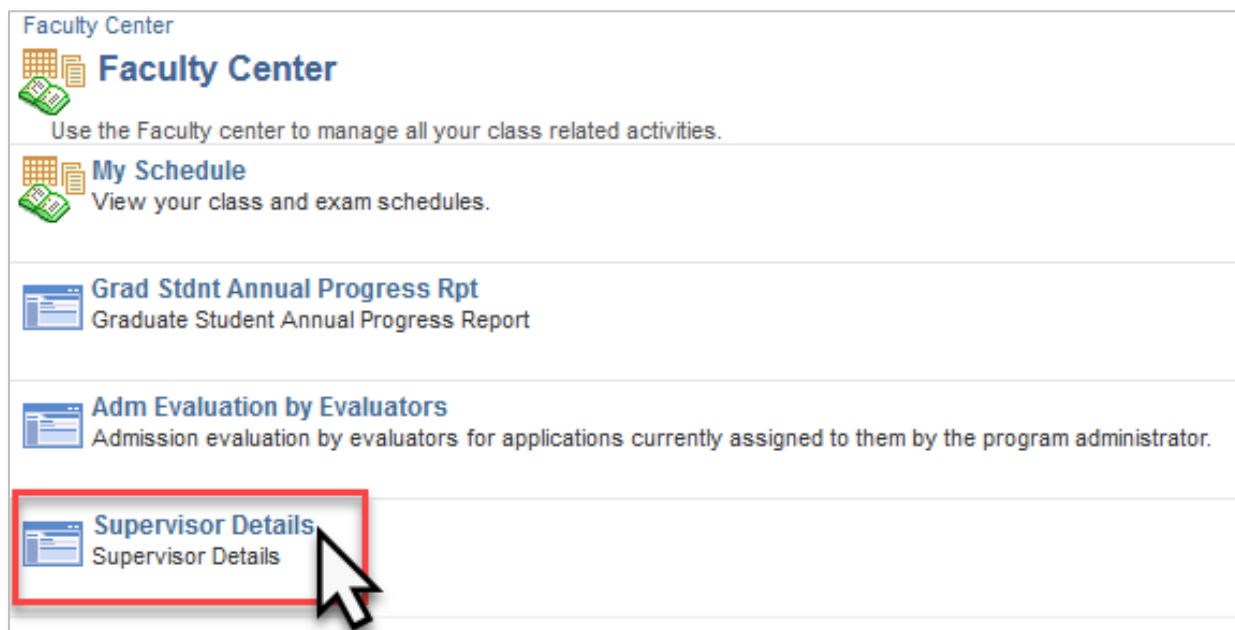 Faculty Center
Faculty Center
Use the Faculty center to manage all your class related activities.
My Schedule
View your class and exam schedules.
Grad Stdnt Annual Progress Rpt
Graduate Student Annual Progress Report
Adm Evaluation by Evaluators
Admission evaluation by evaluators for applications currently assigned to them by the program administrator.
Supervisor Details
Supervisor Details